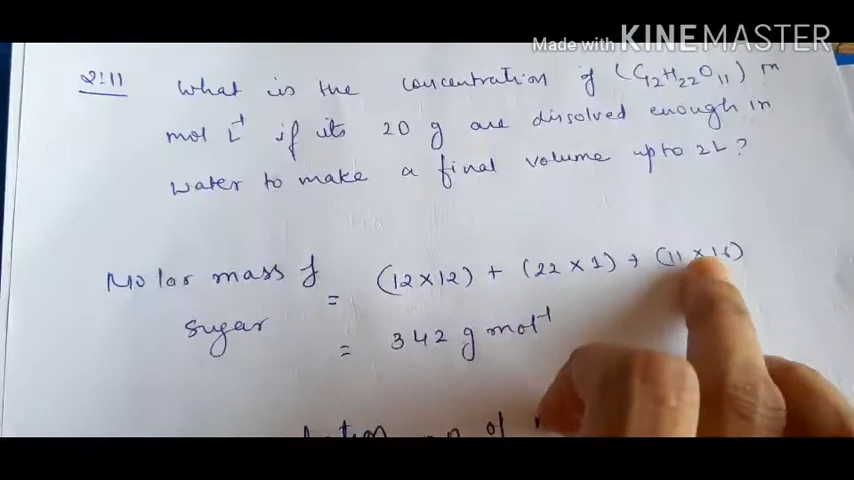 Made with KINEMASTER
Q!11 What is the concentration of (C12H22O11) in
mol L-1 if its 20 g are dissolved enough in
water to make a final volume upto 2L?
Molar mass of = (12×12) + (22×1) + (11×16)
sugar
= 342 g mol-1
of